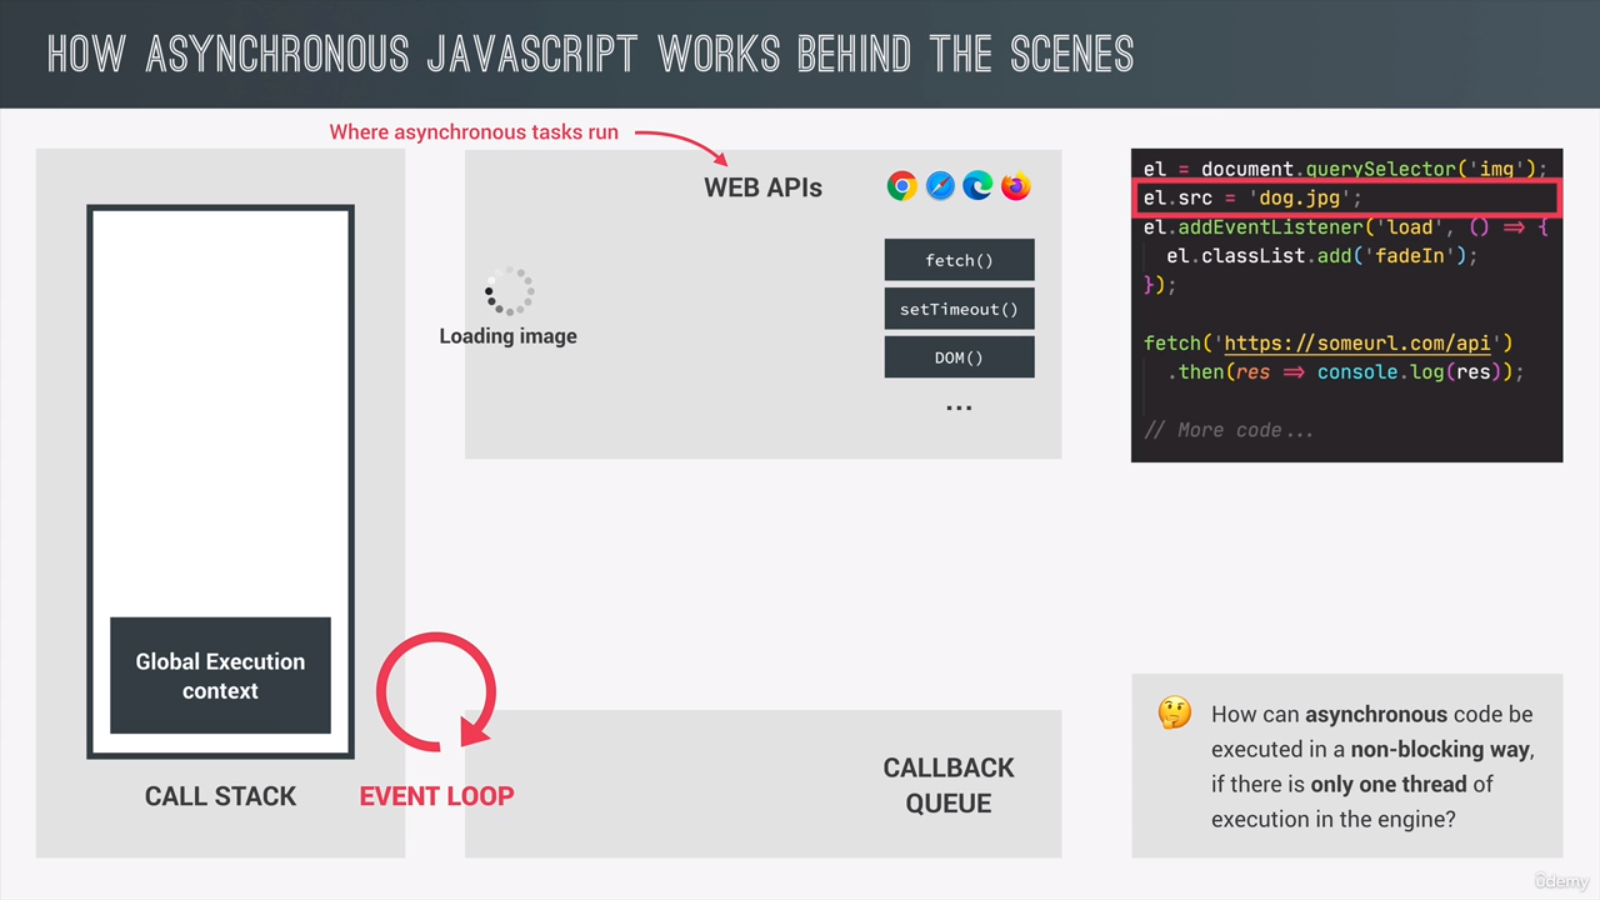 HOW ASYNCHRONOUS JAVASCRIPT WORKS BEHIND THE SCENES
Where asynchronous tasks run
WEB APIs
fetch()
setTimeout()
DOM()
...
Loading image
Global Execution
context
CALL STACK
EVENT LOOP
CALLBACK
QUEUE
el = document.querySelector('img');
el.src = 'dog.jpg';
el.addEventListener('load', () => {
el.classList.add('fadeIn');
});
fetch('https://someurl.com/api')
.then(res => console.log(res));
// More code...
🤔 How can asynchronous code be
executed in a non-blocking way,
if there is only one thread of
execution in the engine?
ûdemy